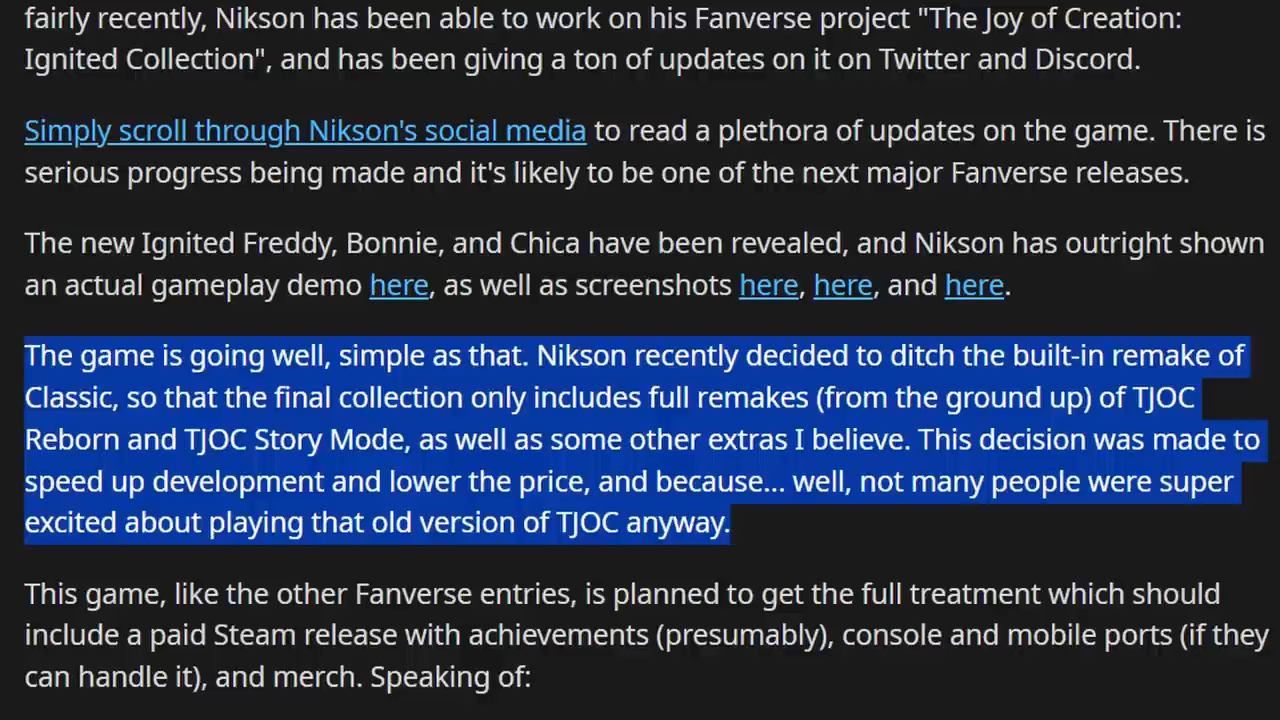 fairly recently, Nikson has been able to work on his Fanverse project "The Joy of Creation:
Ignited Collection", and has been giving a ton of updates on it on Twitter and Discord.
Simply scroll through Nikson's social media to read a plethora of updates on the game. There is
serious progress being made and it's likely to be one of the next major Fanverse releases.
The new Ignited Freddy, Bonnie, and Chica have been revealed, and Nikson has outright shown
an actual gameplay demo here, as well as screenshots here, here, and here.
The game is going well, simple as that. Nikson recently decided to ditch the built-in remake of
Classic, so that the final collection only includes full remakes (from the ground up) of TJOC
Reborn and TJOC Story Mode, as well as some other extras I believe. This decision was made to
speed up development and lower the price, and because... well, not many people were super
excited about playing that old version of TJOC anyway.
This game, like the other Fanverse entries, is planned to get the full treatment which should
include a paid Steam release with achievements (presumably), console and mobile ports (if they
can handle it), and merch. Speaking of: